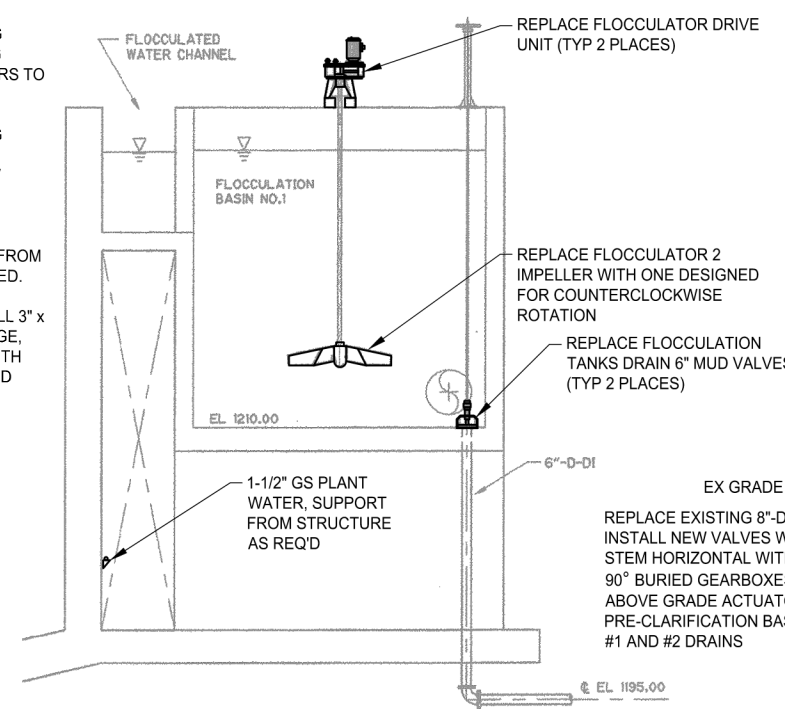 FLOCCULATED
WATER CHANNEL
REPLACE FLOCCULATOR DRIVE
UNIT (TYP 2 PLACES)
RS TO
FLOCCULATION
BASIN NO.1
FROM
ED.
LL 3" x
GE,
TH
D
REPLACE FLOCCULATOR 2
IMPELLER WITH ONE DESIGNED
FOR COUNTERCLOCKWISE
ROTATION
REPLACE FLOCCULATION
TANKS DRAIN 6" MUD VALVES
(TYP 2 PLACES)
EL 1210.00
6"-D-DI
1-1/2" GS PLANT
WATER, SUPPORT
FROM STRUCTURE
AS REQ'D
EX GRADE
REPLACE EXISTING 8"-D
INSTALL NEW VALVES W
STEM HORIZONTAL WITH
90° BURIED GEARBOXES
ABOVE GRADE ACTUATO
PRE-CLARIFICATION BAS
#1 AND #2 DRAINS
℄ EL 1195.00